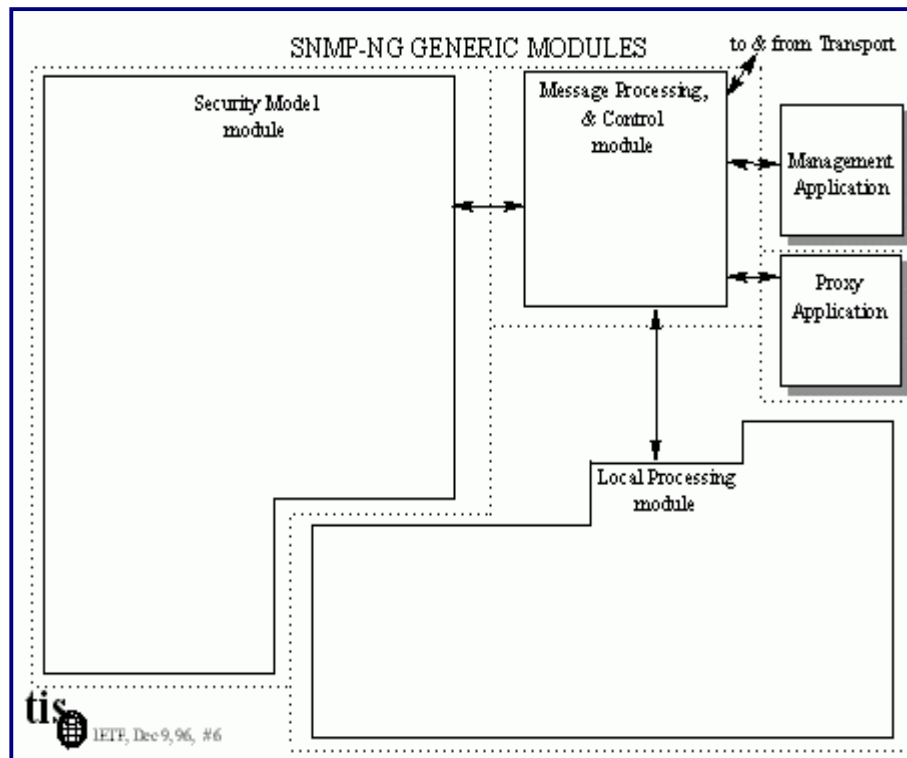 SNMP-NG GENERIC MODULES
to & from Transport
Security Model
module
Message Processing,
& Control
module
Management
Application
Proxy
Application
Local Processing
module
tis
IETF, Dec 9, 96, #6